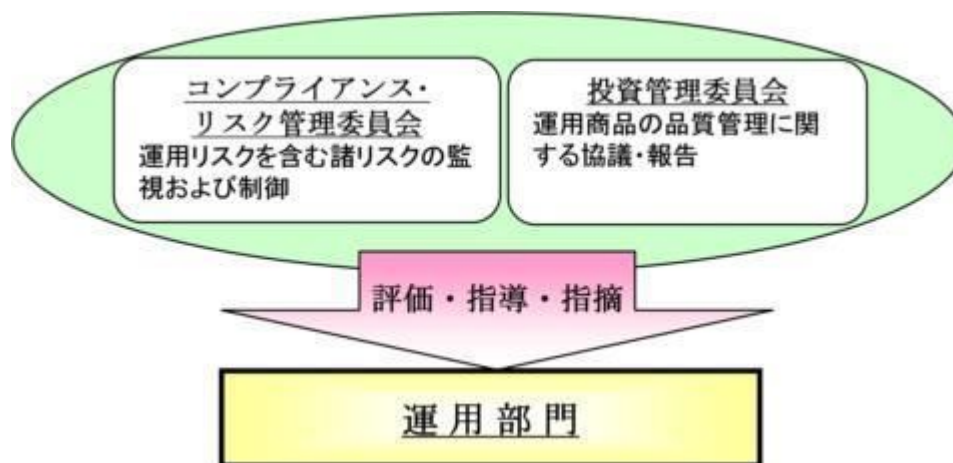 コンプライアンス・
リスク管理委員会
運用リスクを含む諸リスクの監
視および制御
投資管理委員会
運用商品の品質管理に関
する協議・報告
評価・指導・指摘
運用部門